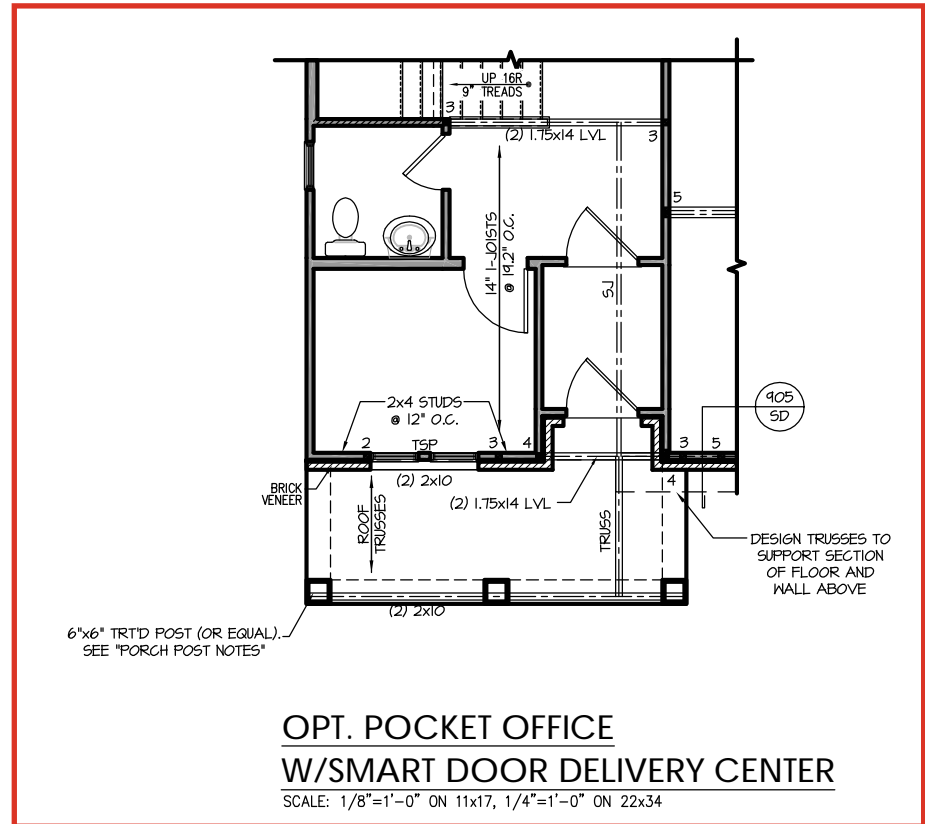 UP 16R
9" TREADS
3
(2) 1.75x14 LVL
3
5
14" I-JOISTS
@ 19.2" O.C.
SJ
2x4 STUDS
@ 12" O.C.
905
SD
2
TSP
3
4
3
5
BRICK
VENEER
(2) 2x10
(2) 1.75x14 LVL
4
ROOF
TRUSSES
TRUSS
DESIGN TRUSSES TO
SUPPORT SECTION
OF FLOOR AND
WALL ABOVE
(2) 2x10
6"x6" TRT'D POST (OR EQUAL).
SEE "PORCH POST NOTES"
OPT. POCKET OFFICE
W/SMART DOOR DELIVERY CENTER
SCALE: 1/8"=1'-0" ON 11x17, 1/4"=1'-0" ON 22x34